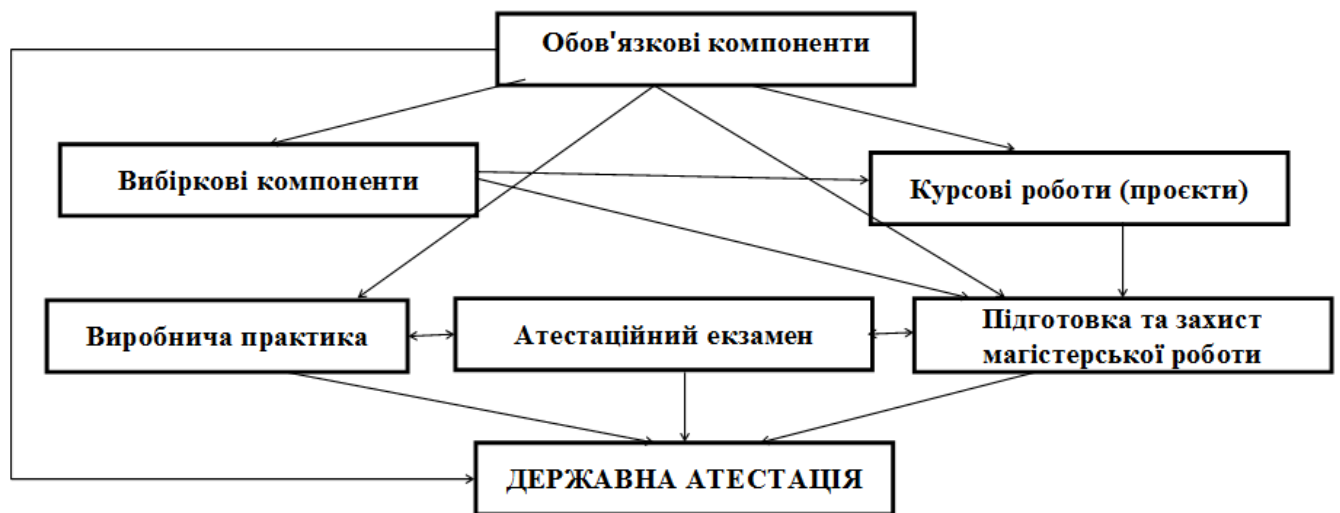 Обов'язкові компоненти
Вибіркові компоненти
Курсові роботи (проєкти)
Виробнича практика
Атестаційний екзамен
Підготовка та захист
магістерської роботи
ДЕРЖАВНА АТЕСТАЦІЯ